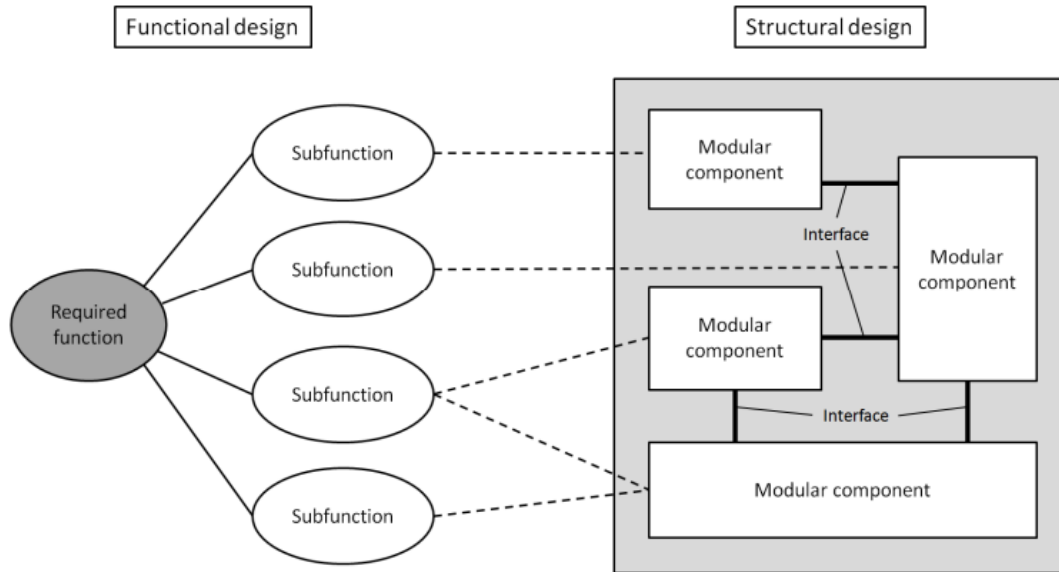 Functional design
Structural design
Subfunction
Subfunction
Subfunction
Subfunction
Required
function
Modular
component
Interface
Modular
component
Modular
component
Interface
Modular component